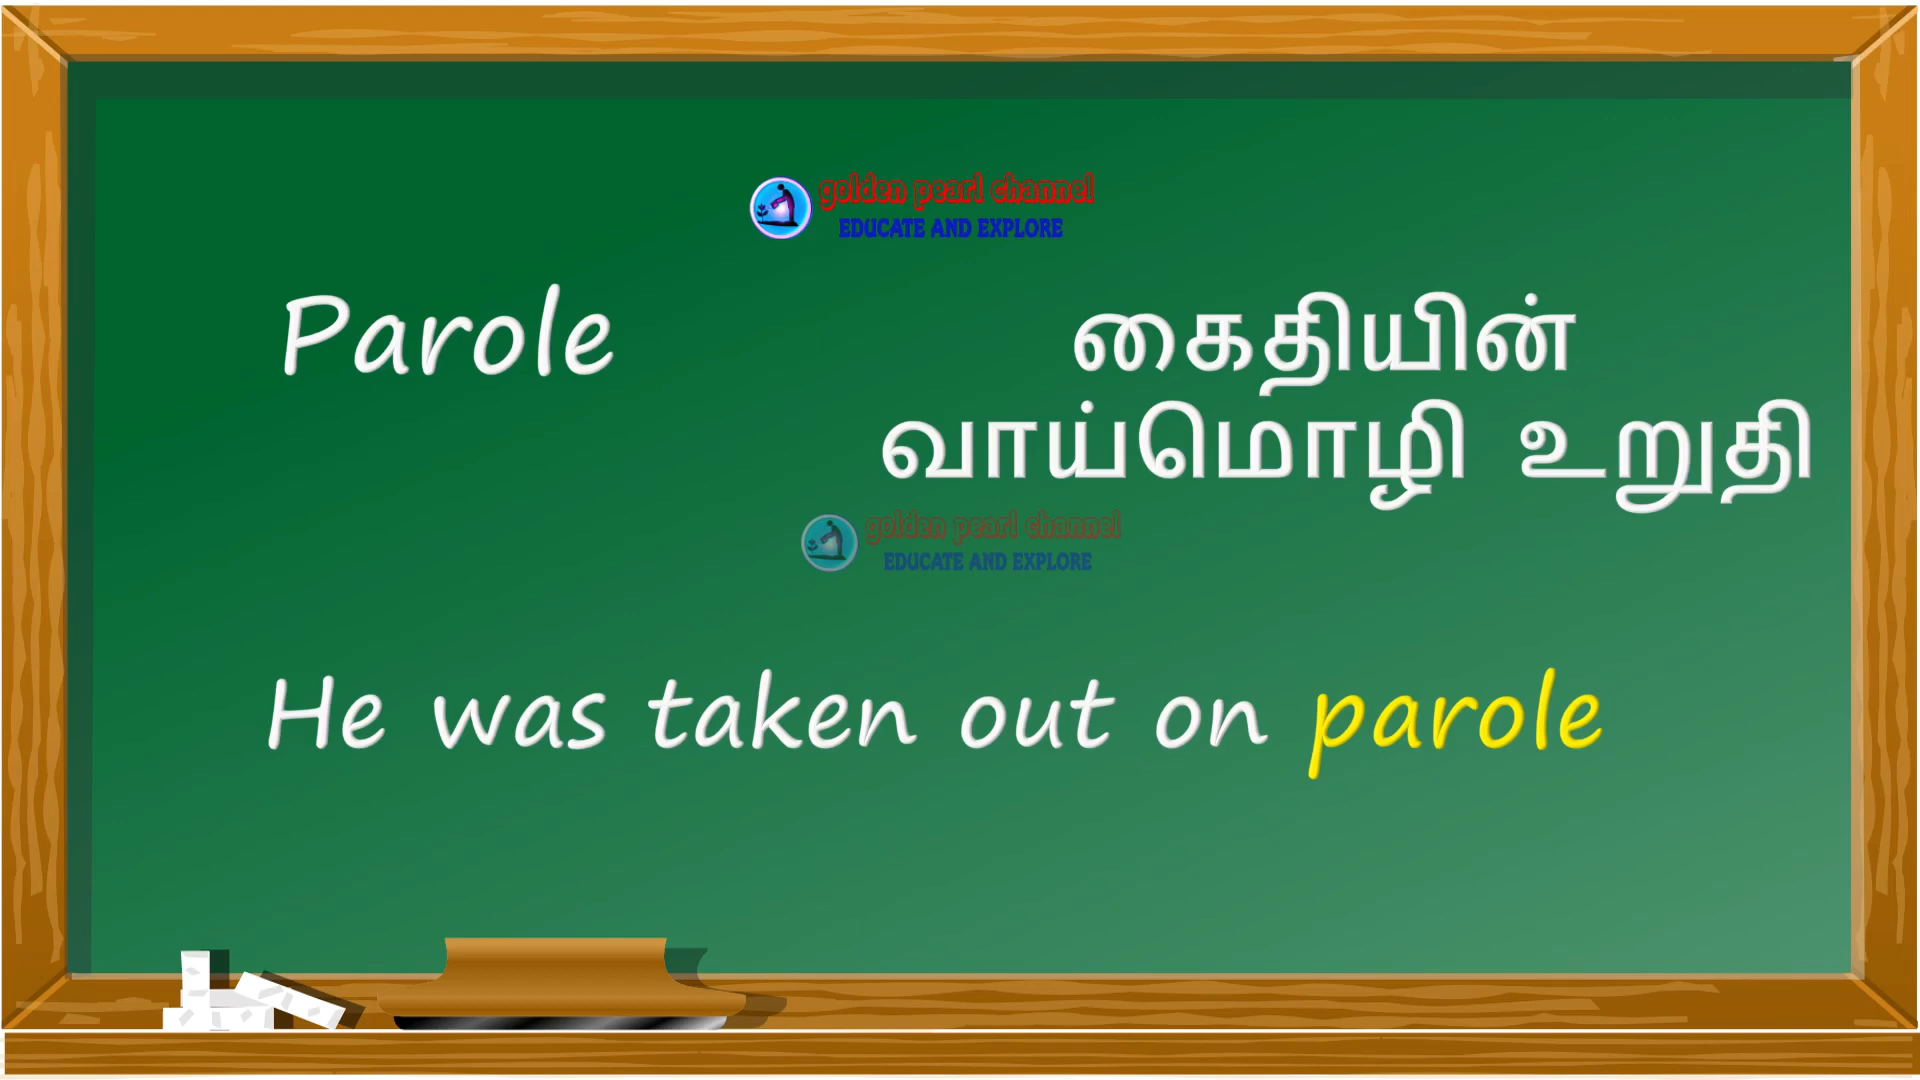 golden pearl channel
EDUCATE AND EXPLORE
Parole
கைதியின்
வாய்மொழி உறுதி
golden pearl channel
EDUCATE AND EXPLORE
He was taken out on parole